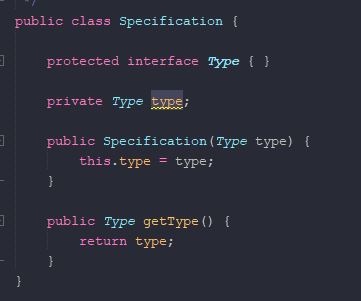 */
public class Specification {
protected interface Type { }
private Type type;
public Specification(Type type) {
this.type = type;
}
public Type getType() {
return type;
}
}